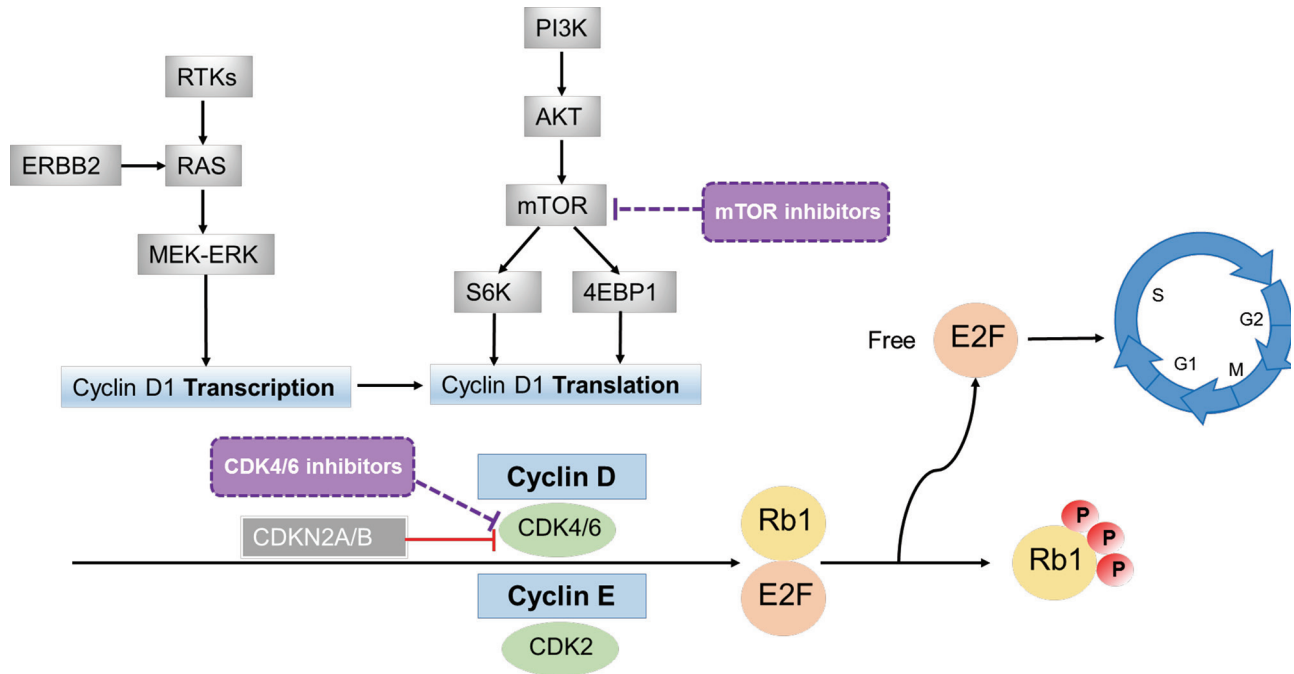 PI3K
RTKs
AKT
ERBB2
RAS
mTOR
mTOR inhibitors
MEK-ERK
S6K
4EBP1
Free
E2F
S
G2
G1
M
Cyclin D1 Transcription
Cyclin D1 Translation
CDK4/6 inhibitors
Cyclin D
CDK4/6
CDKN2A/B
Rb1
E2F
Cyclin E
CDK2
P
P
P
Rb1